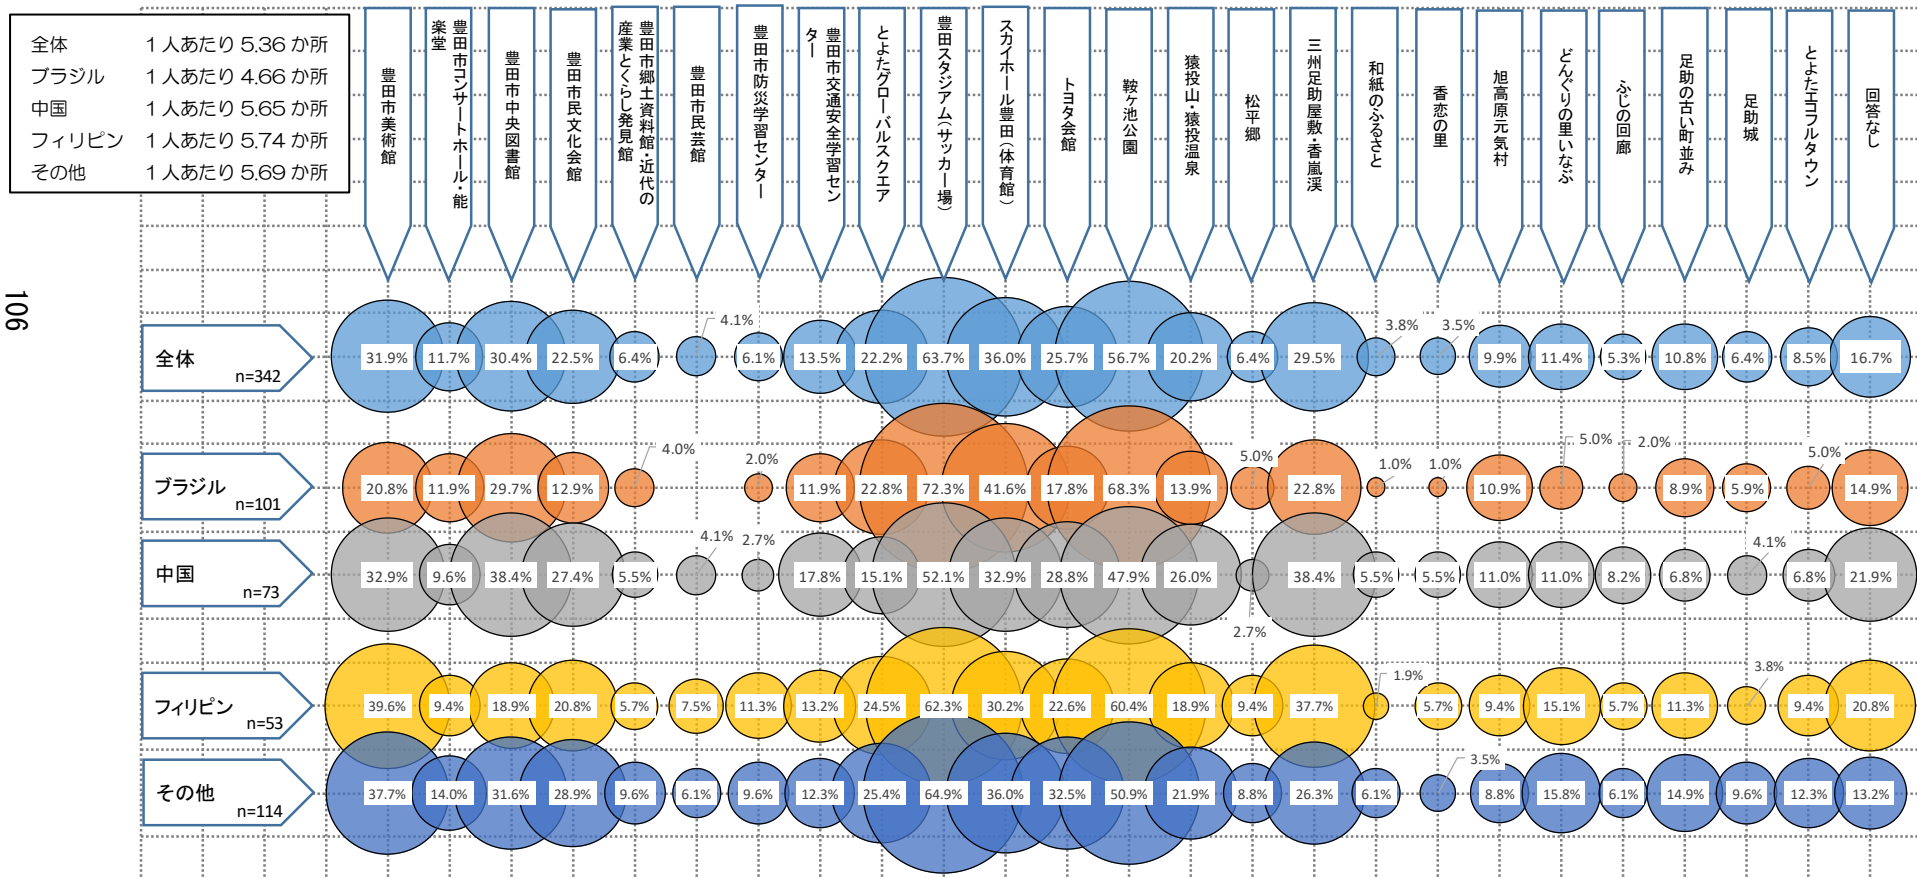 全体 1人あたり 5.36 か所
ブラジル 1人あたり 4.66 か所
中国 1人あたり 5.65 か所
フィリピン 1人あたり 5.74 か所
その他 1人あたり 5.69 か所
豊田市美術館
豊田市コンサートホール・能
楽堂
豊田市中央図書館
豊田市民文化会館
豊田市郷土資料館・近代の
産業とくらし発見館
豊田市民芸館
豊田市防災学習センター
豊田市交通安全学習セン
ター
とよたグローバルスクエア
豊田スタジアム(サッカー場)
スカイホール豊田(体育館)
トヨタ会館
鞍ケ池公園
猿投山・猿投温泉
松平郷
三州足助屋敷・香嵐渓
和紙のふるさと
香恋の里
旭高原元気村
どんぐりの里いなぶ
ふじの回廊
足助の古い町並み
足助城
とよたエコフルタウン
回答なし
106
全体
n=342
31.9% 11.7% 30.4% 22.5% 6.4% 4.1% 6.1% 13.5% 22.2% 63.7% 36.0% 25.7% 56.7% 20.2% 6.4% 29.5% 3.8% 3.5% 9.9% 11.4% 5.3% 10.8% 6.4% 8.5% 16.7%
ブラジル
n=101
20.8% 11.9% 29.7% 12.9% 4.0% 2.0% 11.9% 22.8% 72.3% 41.6% 17.8% 68.3% 13.9% 5.0% 22.8% 1.0% 1.0% 10.9% 5.0% 2.0% 8.9% 5.9% 5.0% 14.9%
中国
n=73
32.9% 9.6% 38.4% 27.4% 5.5% 4.1% 2.7% 17.8% 15.1% 52.1% 32.9% 28.8% 47.9% 26.0% 2.7% 38.4% 5.5% 5.5% 11.0% 11.0% 8.2% 6.8% 4.1% 6.8% 21.9%
フィリピン
n=53
39.6% 9.4% 18.9% 20.8% 5.7% 7.5% 11.3% 13.2% 24.5% 62.3% 30.2% 22.6% 60.4% 18.9% 9.4% 37.7% 1.9% 5.7% 9.4% 15.1% 5.7% 11.3% 3.8% 9.4% 20.8%
その他
n=114
37.7% 14.0% 31.6% 28.9% 9.6% 6.1% 9.6% 12.3% 25.4% 64.9% 36.0% 32.5% 50.9% 21.9% 8.8% 26.3% 6.1% 3.5% 8.8% 15.8% 6.1% 14.9% 9.6% 12.3% 13.2%